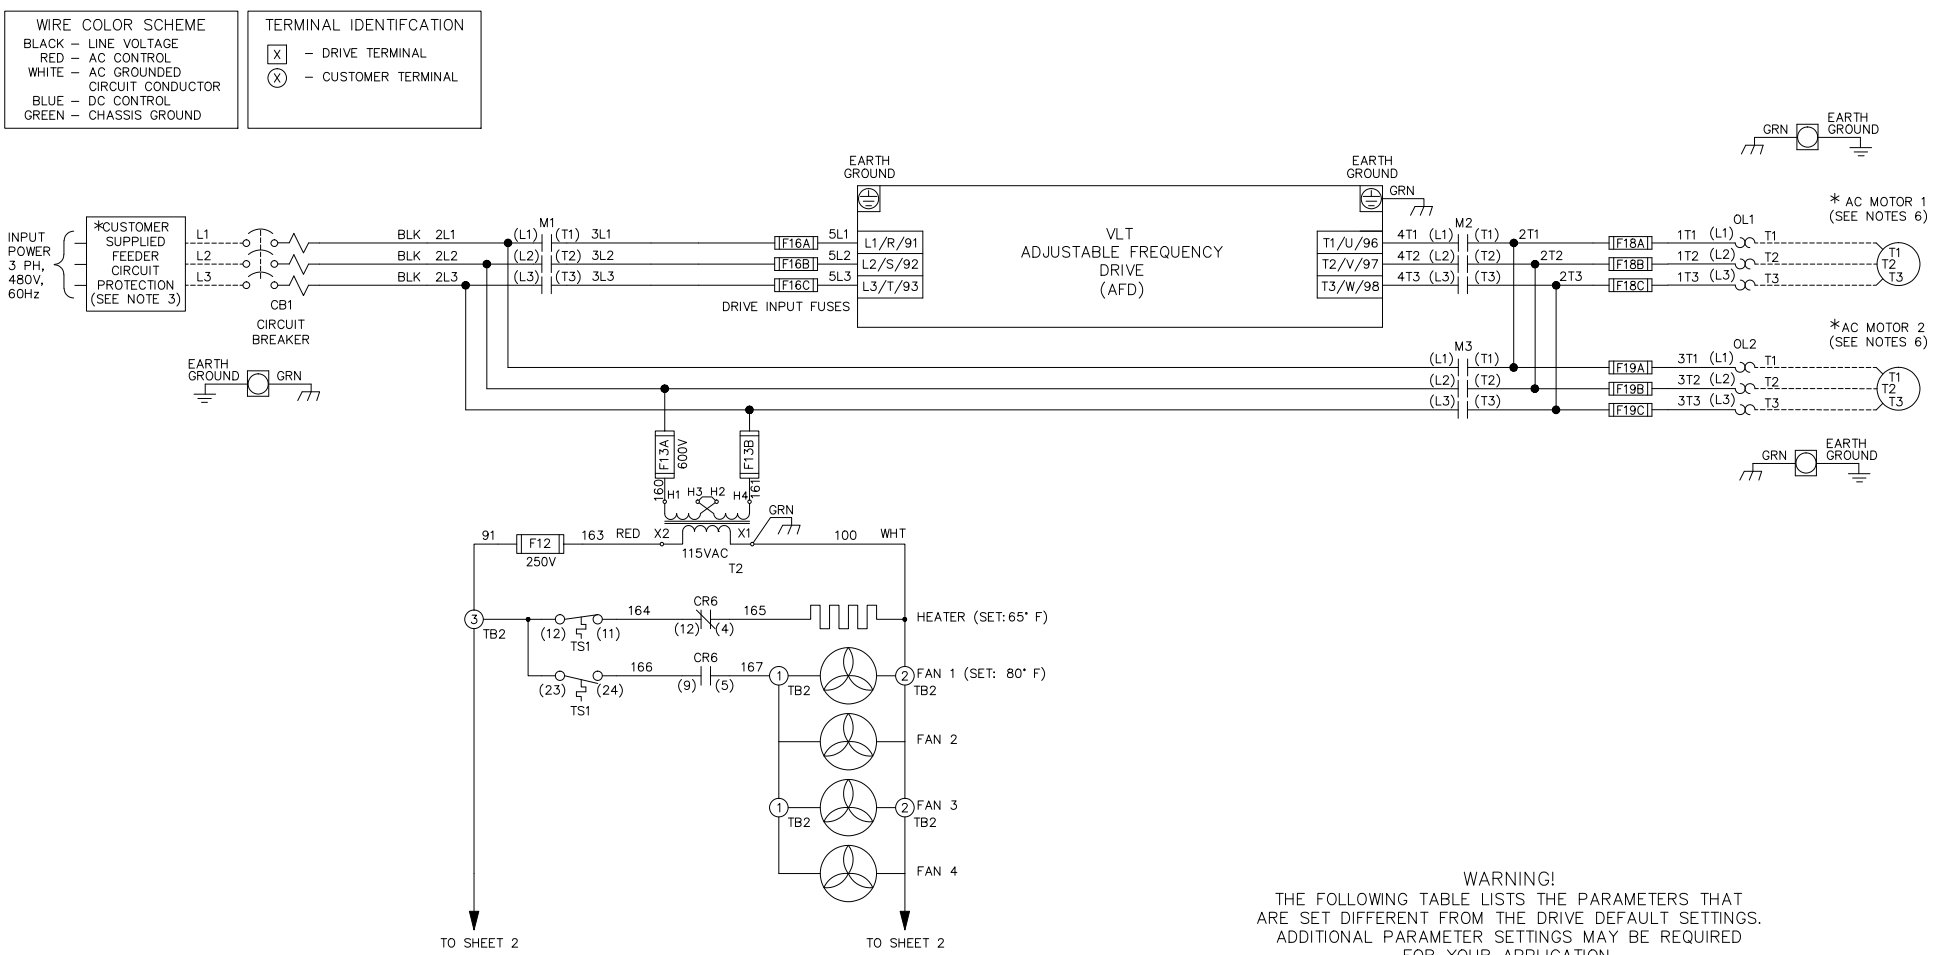 WIRE COLOR SCHEME
BLACK – LINE VOLTAGE
RED – AC CONTROL
WHITE – AC GROUNDED
CIRCUIT CONDUCTOR
BLUE – DC CONTROL
GREEN – CHASSIS GROUND
TERMINAL IDENTIFCATION
X – DRIVE TERMINAL
X – CUSTOMER TERMINAL
GRN
EARTH
GROUND
INPUT
POWER
3 PH,
480V,
60Hz
*CUSTOMER
SUPPLIED
FEEDER
CIRCUIT
PROTECTION
(SEE NOTE 3)
L1
L2
L3
CB1
CIRCUIT
BREAKER
BLK 2L1
BLK 2L2
BLK 2L3
M1
(L1) (T1) 3L1
(L2) (T2) 3L2
(L3) (T3) 3L3
F16A 5L1
F16B 5L2
F16C 5L3
DRIVE INPUT FUSES
EARTH
GROUND
L1/R/91
L2/S/92
L3/T/93
VLT
ADJUSTABLE FREQUENCY
DRIVE
(AFD)
EARTH
GROUND
GRN
T1/U/96
T2/V/97
T3/W/98
M2
4T1 (L1) (T1) 2T1
4T2 (L2) (T2) 2T2
4T3 (L3) (T3) 2T3
OL1
F18A 1T1 (L1) T1
F18B 1T2 (L2) T2
F18C 1T3 (L3) T3
* AC MOTOR 1
(SEE NOTES 6)
T1
T2
T3
EARTH
GROUND GRN
M3
(L1) (T1)
(L2) (T2)
(L3) (T3)
OL2
F19A 3T1 (L1) T1
F19B 3T2 (L2) T2
F19C 3T3 (L3) T3
* AC MOTOR 2
(SEE NOTES 6)
T1
T2
T3
GRN
EARTH
GROUND
F13A
600V
F13B
160
161
H1 H3 H2 H4
GRN
91 F12 163 RED X2 X1 100 WHT
250V
115VAC
T2
3
TB2
(12) (11)
TS1
164
CR6
(12) (4)
165
HEATER (SET:65° F)
(23) (24)
TS1
166
CR6
(9) (5)
167
1
TB2
2
TB2
FAN 1 (SET: 80° F)
FAN 2
1
TB2
2
TB2
FAN 3
FAN 4
TO SHEET 2
TO SHEET 2
WARNING!
THE FOLLOWING TABLE LISTS THE PARAMETERS THAT
ARE SET DIFFERENT FROM THE DRIVE DEFAULT SETTINGS.
ADDITIONAL PARAMETER SETTINGS MAY BE REQUIRED
FOR YOUR APPLICATION